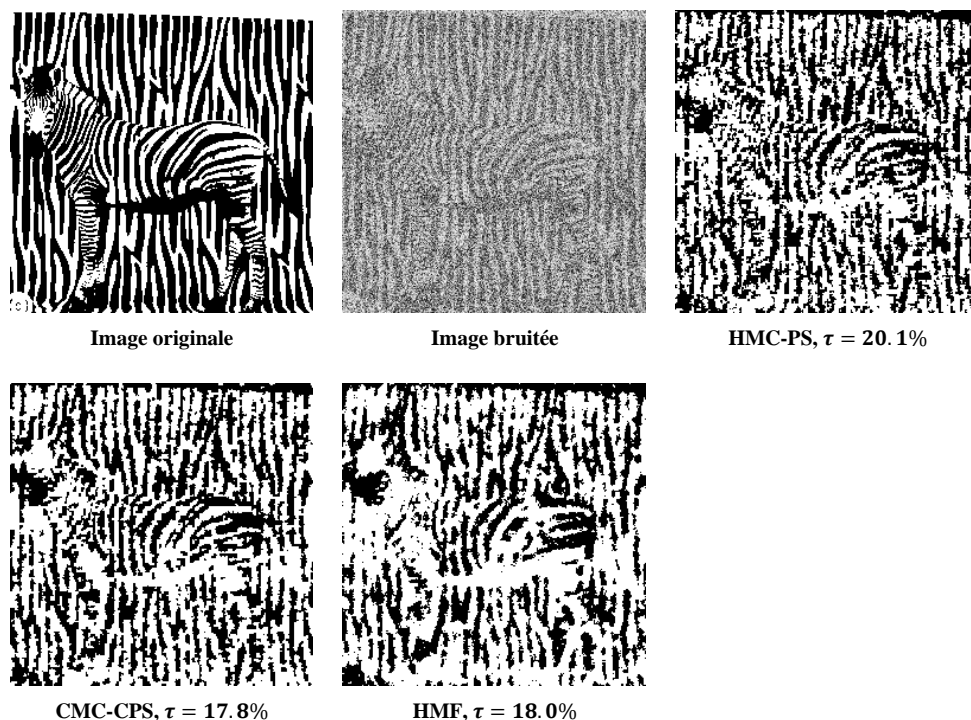 Image originale
Image bruitée
HMC-PS, τ = 20.1%
CMC-CPS, τ = 17.8%
HMF, τ = 18.0%